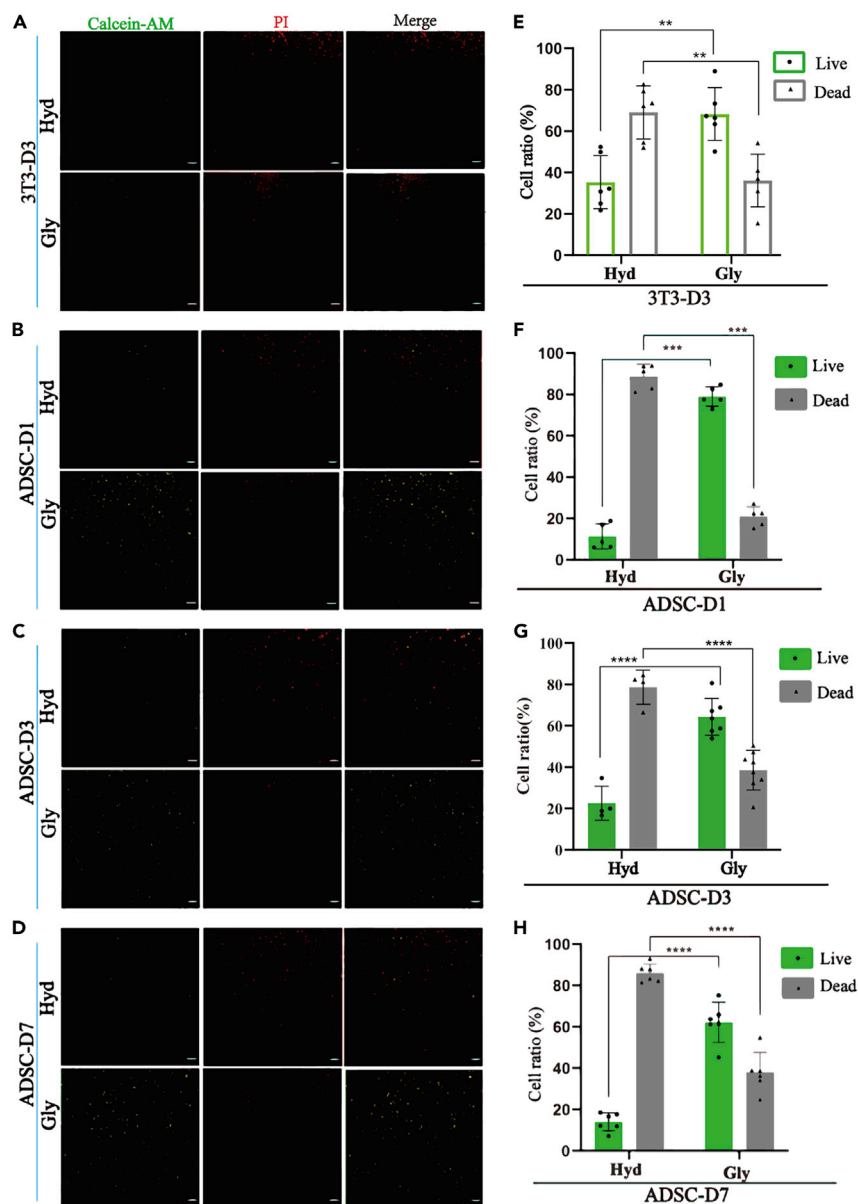 A Calcein-AM PI Merge
3T3-D3
Hyd
Gly
E
100
80
60
40
20
0
Cell ratio (%)
** 
**
Live
Dead
Hyd Gly
3T3-D3
B
ADSC-D1
Hyd
Gly
F
100
80
60
40
20
0
Cell ratio (%)
***
***
Live
Dead
Hyd Gly
ADSC-D1
C
ADSC-D3
Hyd
Gly
G
100
80
60
40
20
0
Cell ratio(%)
****
****
Live
Dead
Hyd Gly
ADSC-D3
D
ADSC-D7
Hyd
Gly
H
100
80
60
40
20
0
Cell ratio (%)
****
****
Live
Dead
Hyd Gly
ADSC-D7